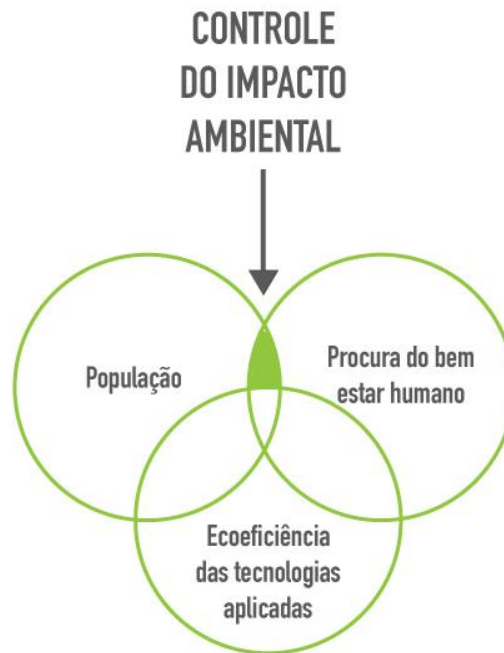 CONTROLE
DO IMPACTO
AMBIENTAL
População
Procura do bem
estar humano
Ecoeficiência
das tecnologias
aplicadas